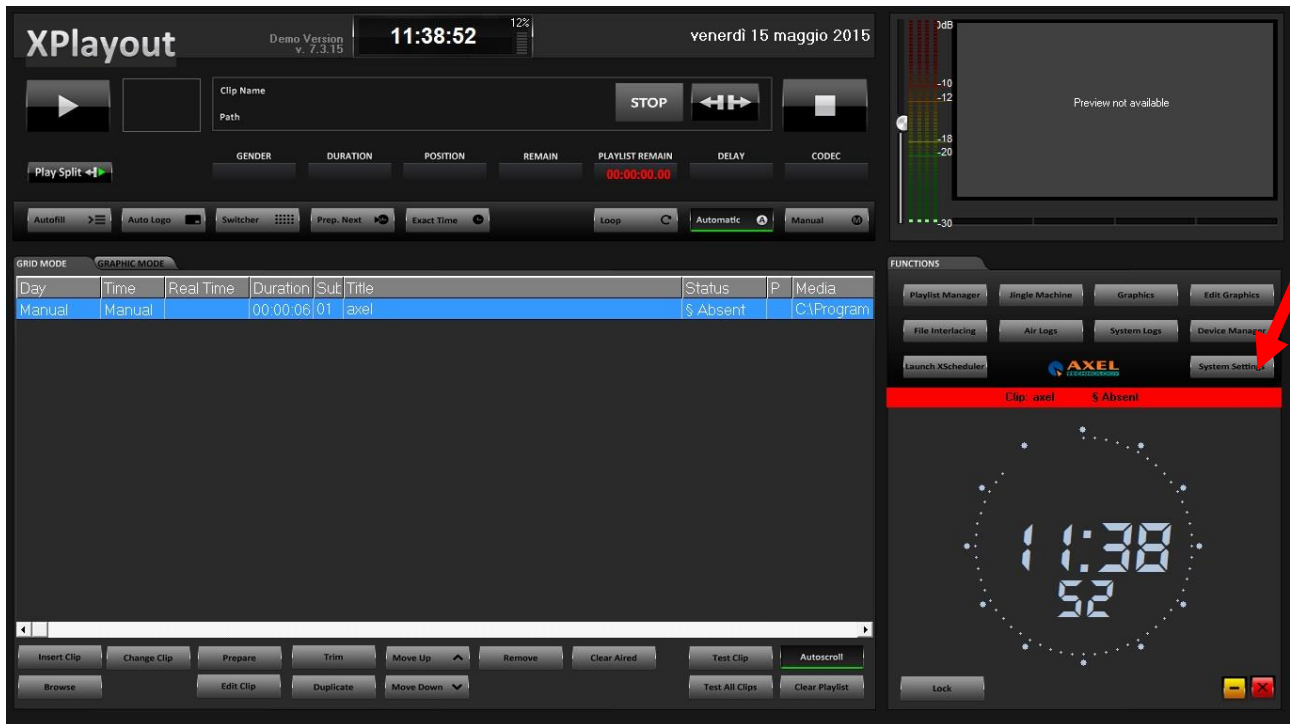 XPlayout
Demo Version
v. 7.3.15
11:38:52
12%
venerdì 15 maggio 2015
Clip Name
Path
STOP
GENDER DURATION POSITION REMAIN PLAYLIST REMAIN DELAY CODEC
Play Split
00:00:00.00
Autofill Auto Logo Switcher Prep. Next Exact Time Loop Automatic A Manual M
0dB
-10
-12
-18
-20
-30
Preview not available
GRID MODE GRAPHIC MODE
Day Time Real Time Duration Sub Title Status P Media
Manual Manual 00:00:06 01 axel § Absent C:\Program
Insert Clip Change Clip Prepare Trim Move Up Remove Clear Aired Test Clip Autoscroll
Browse Edit Clip Duplicate Move Down Test All Clips Clear Playlist
FUNCTIONS
Playlist Manager Jingle Machine Graphics Edit Graphics
File Interlacing Air Logs System Logs Device Manager
Launch XScheduler AXEL TECHNOLOGY System Settings
Clip: axel § Absent
11:38
52
Lock